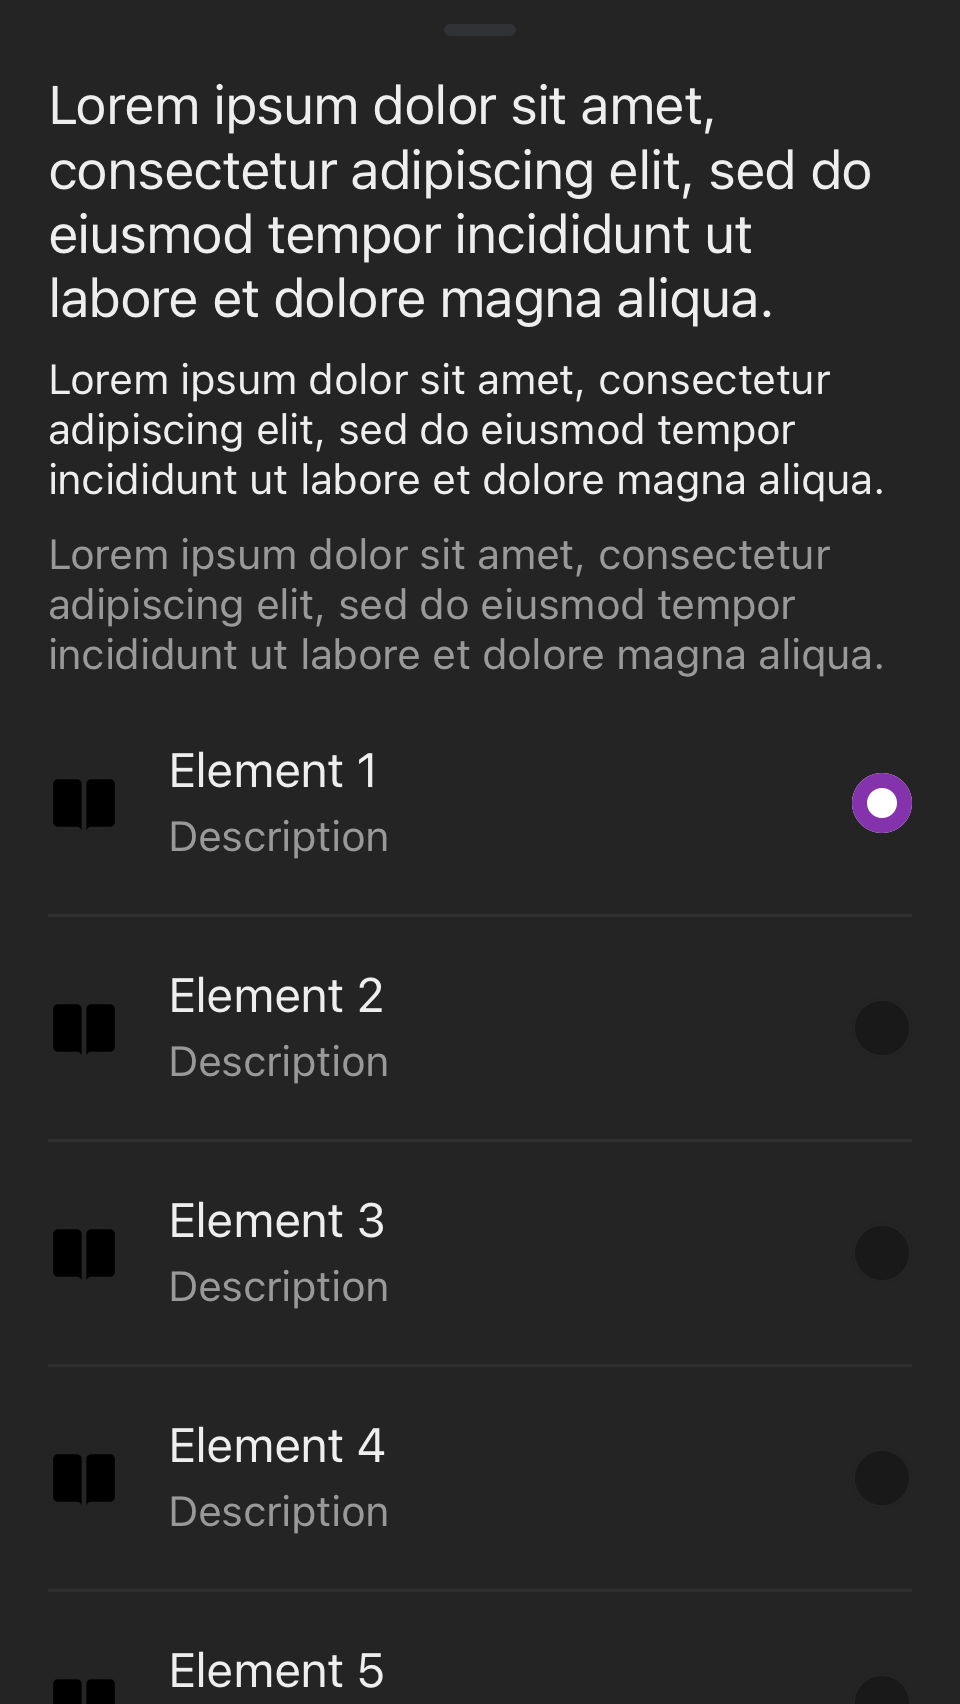 Lorem ipsum dolor sit amet,
consectetur adipiscing elit, sed do
eiusmod tempor incididunt ut
labore et dolore magna aliqua.
Lorem ipsum dolor sit amet, consectetur
adipiscing elit, sed do eiusmod tempor
incididunt ut labore et dolore magna aliqua.
Lorem ipsum dolor sit amet, consectetur
adipiscing elit, sed do eiusmod tempor
incididunt ut labore et dolore magna aliqua.
Element 1
Description
Element 2
Description
Element 3
Description
Element 4
Description
Element 5